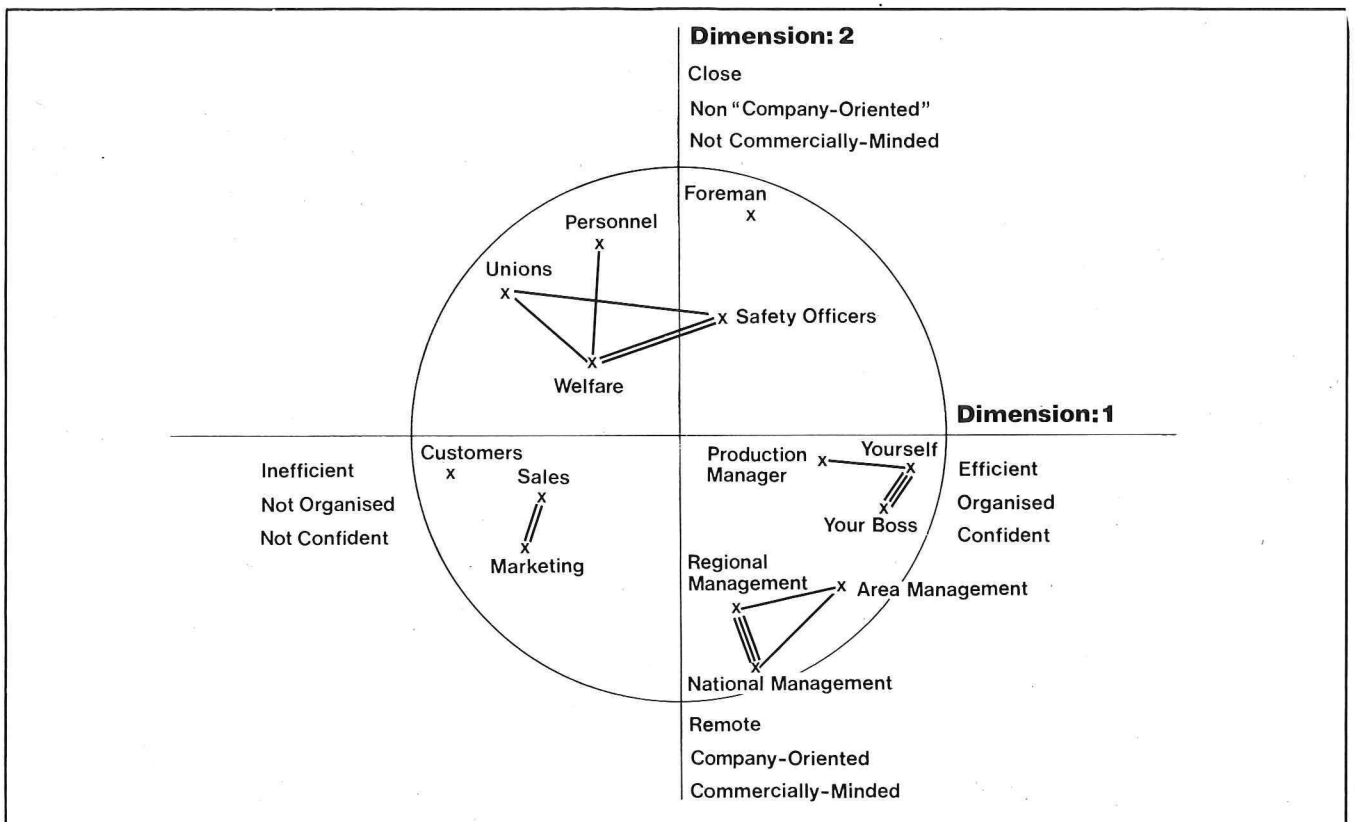 Dimension: 2
Close
Non “Company-Oriented”
Not Commercially-Minded
Foreman
x
Personnel
x
Unions
x
x Safety Officers
x
Welfare
Dimension: 1
Customers
x
Sales
x
x
Marketing
Inefficient
Not Organised
Not Confident
Production
Manager
x
Yourself
x
x
Your Boss
Efficient
Organised
Confident
Regional
Management
x
x Area Management
x
National Management
Remote
Company-Oriented
Commercially-Minded